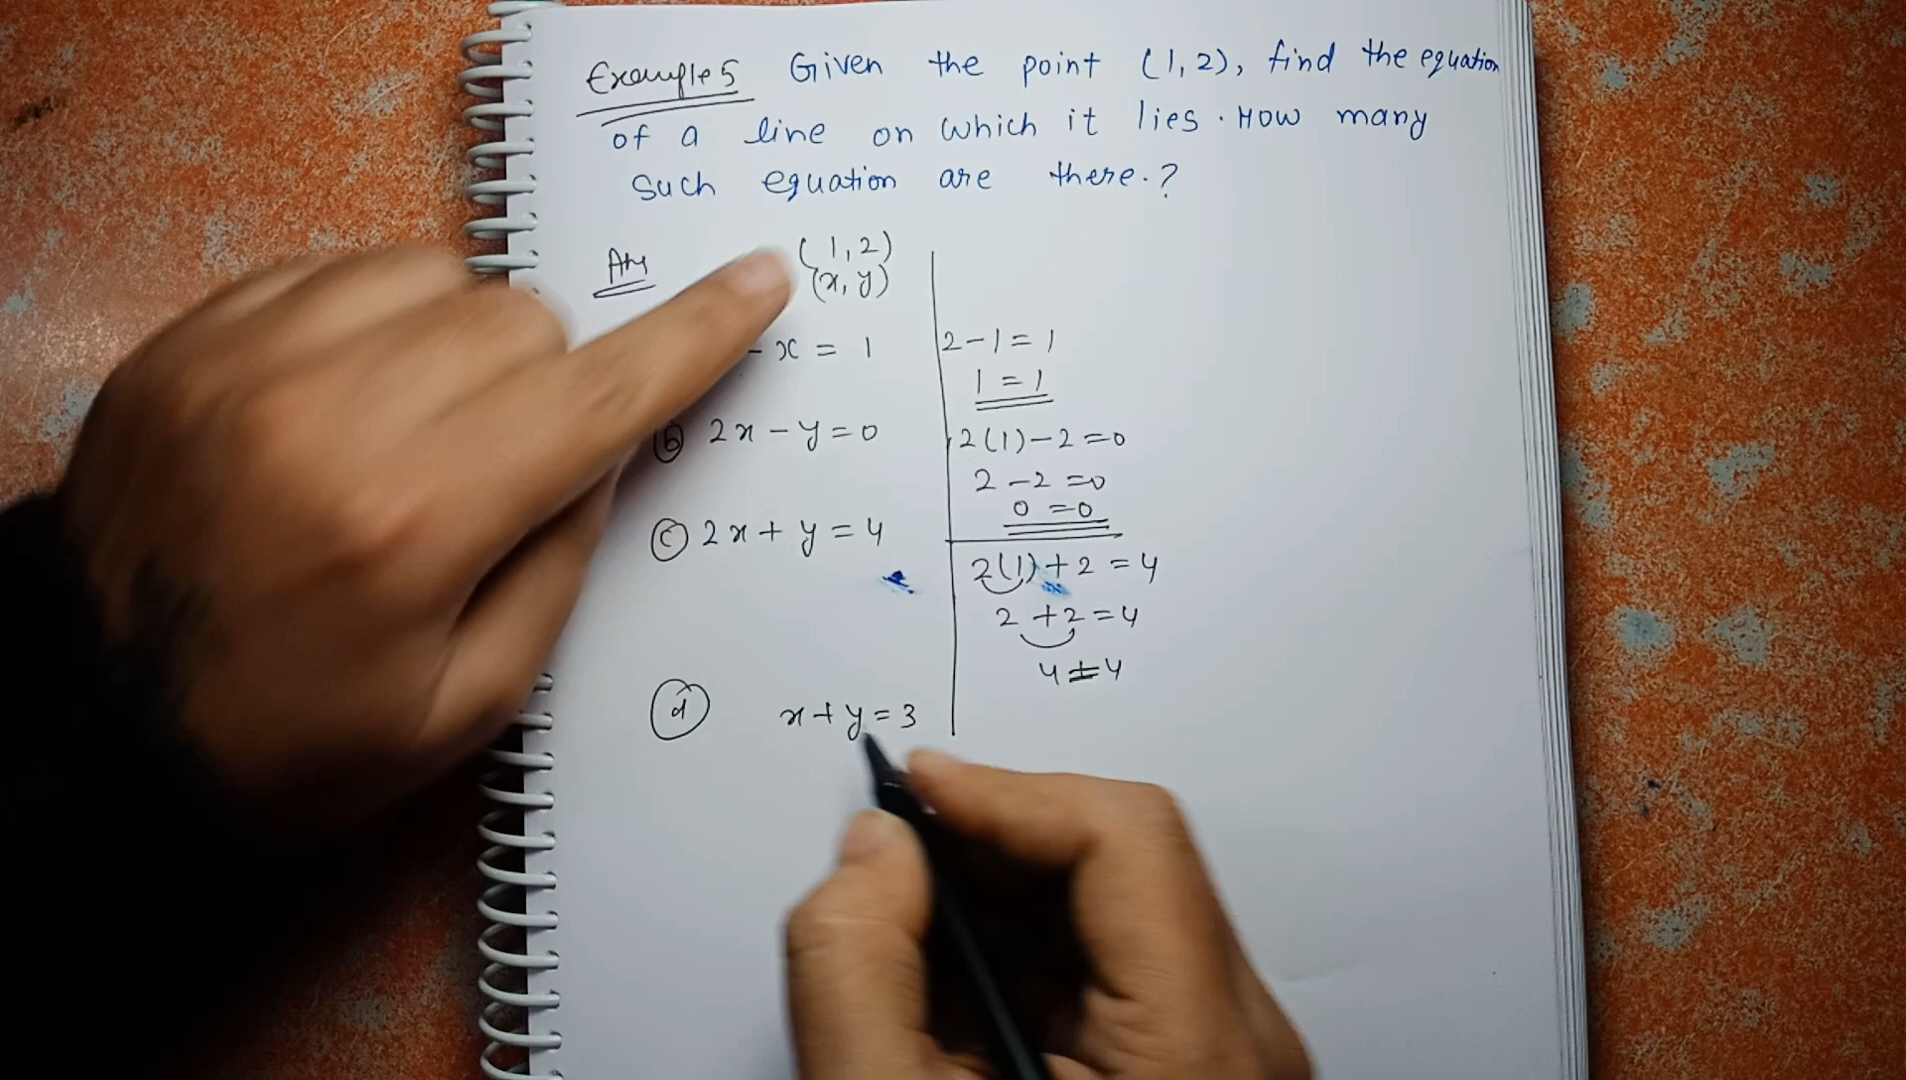 Example 5 Given the point (1,2), find the equation
of a line on which it lies. How many
such equation are there.?
Ans (1,2)
(x,y)
- x = 1
2-1=1
1=1
(b) 2x - y = 0
2(1)-2=0
2-2=0
0=0
(c) 2x + y = 4
2(1)+2=4
2+2=4
4=4
(d) x+y=3